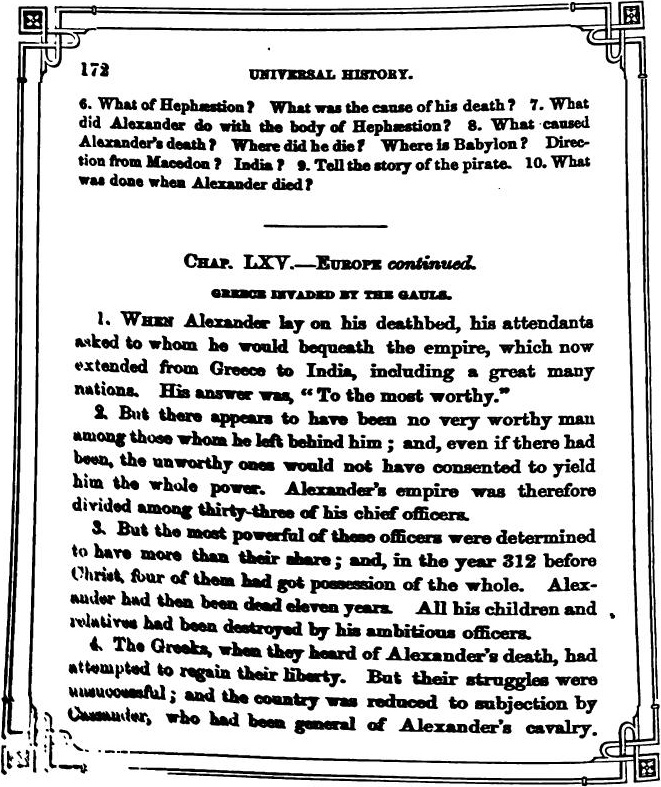 172
UNIVERSAL HISTORY.
6. What of Hephæstion? What was the cause of his death? 7. What
did Alexander do with the body of Hephæstion? 8. What caused
Alexander's death? Where did he die? Where is Babylon? Direc-
tion from Macedon? India? 9. Tell the story of the pirate. 10. What
was done when Alexander died?
CHAP. LXV.—EUROPE continued.
GREECE INVADED BY THE GAULS.
1. WHEN Alexander lay on his deathbed, his attendants
asked to whom he would bequeath the empire, which now
extended from Greece to India, including a great many
nations. His answer was, "To the most worthy."
2. But there appears to have been no very worthy man
among those whom he left behind him; and, even if there had
been, the unworthy ones would not have consented to yield
him the whole power. Alexander's empire was therefore
divided among thirty-three of his chief officers.
3. But the most powerful of these officers were determined
to have more than their share; and, in the year 312 before
Christ, four of them had got possession of the whole. Alex-
ander had then been dead eleven years. All his children and
relatives had been destroyed by his ambitious officers.
4. The Greeks, when they heard of Alexander's death, had
attempted to regain their liberty. But their struggles were
unsuccessful; and the country was reduced to subjection by
Cassander, who had been general of Alexander's cavalry.